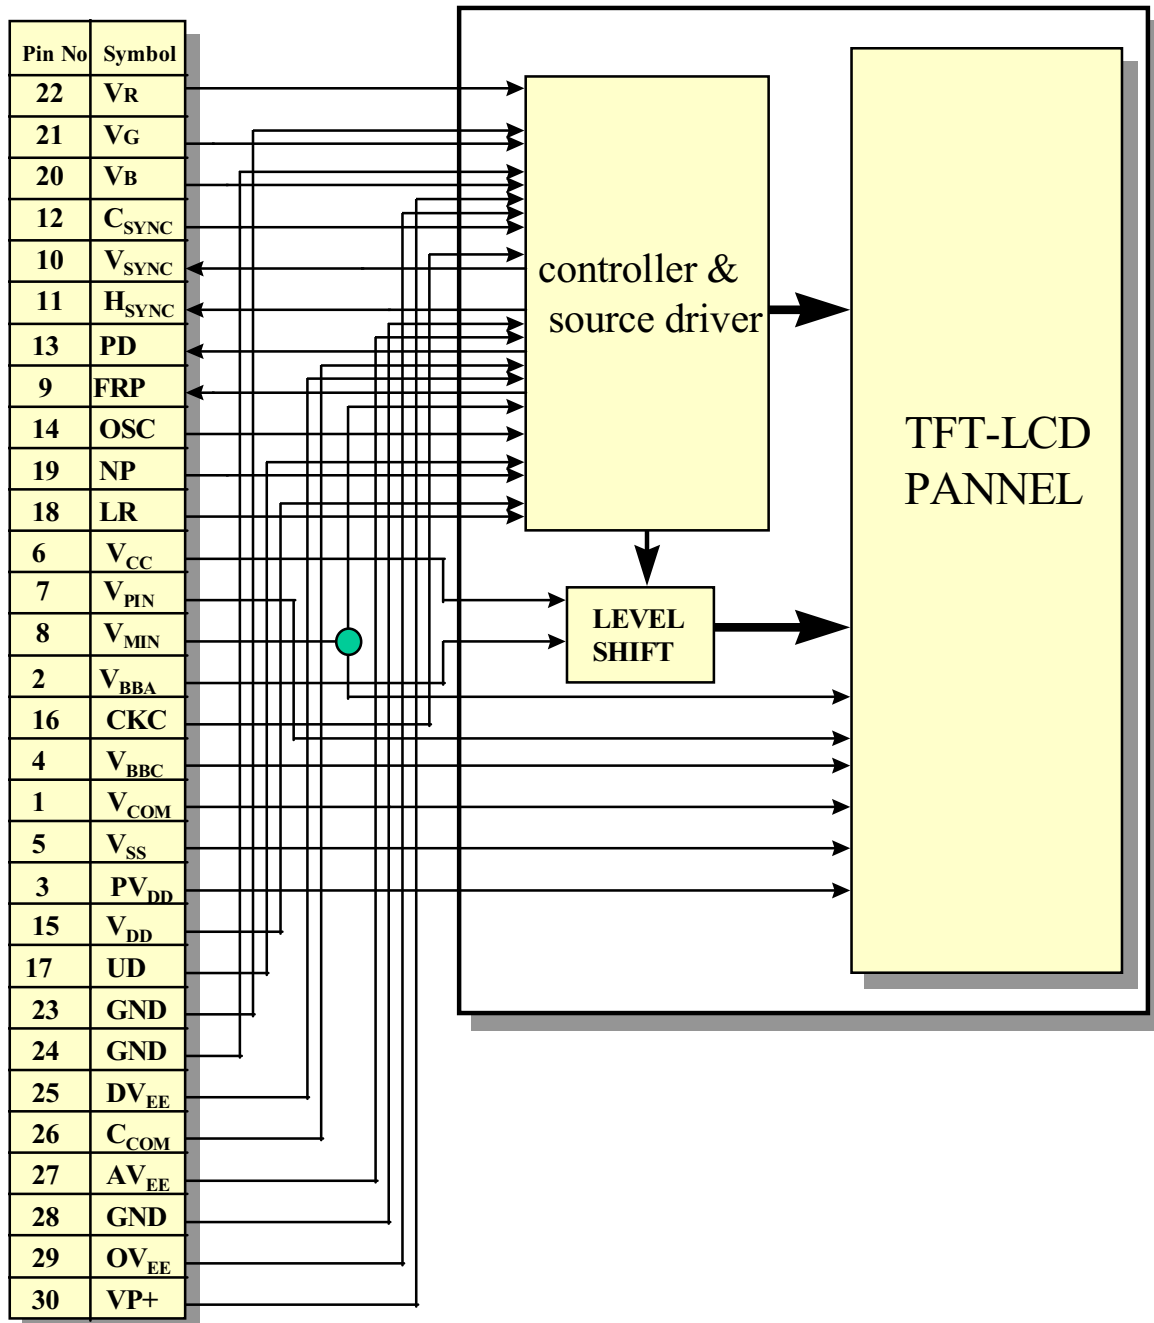 Pin No Symbol
22 VR
21 VG
20 VB
12 CSYNC
10 VSYNC
11 HSYNC
13 PD
9 FRP
14 OSC
19 NP
18 LR
6 VCC
7 VPIN
8 VMIN
2 VBBA
16 CKC
4 VBBC
1 VCOM
5 VSS
3 PVDD
15 VDD
17 UD
23 GND
24 GND
25 DVEE
26 CCOM
27 AVEE
28 GND
29 OVEE
30 VP+
controller &
source driver
LEVEL
SHIFT
TFT-LCD
PANNEL